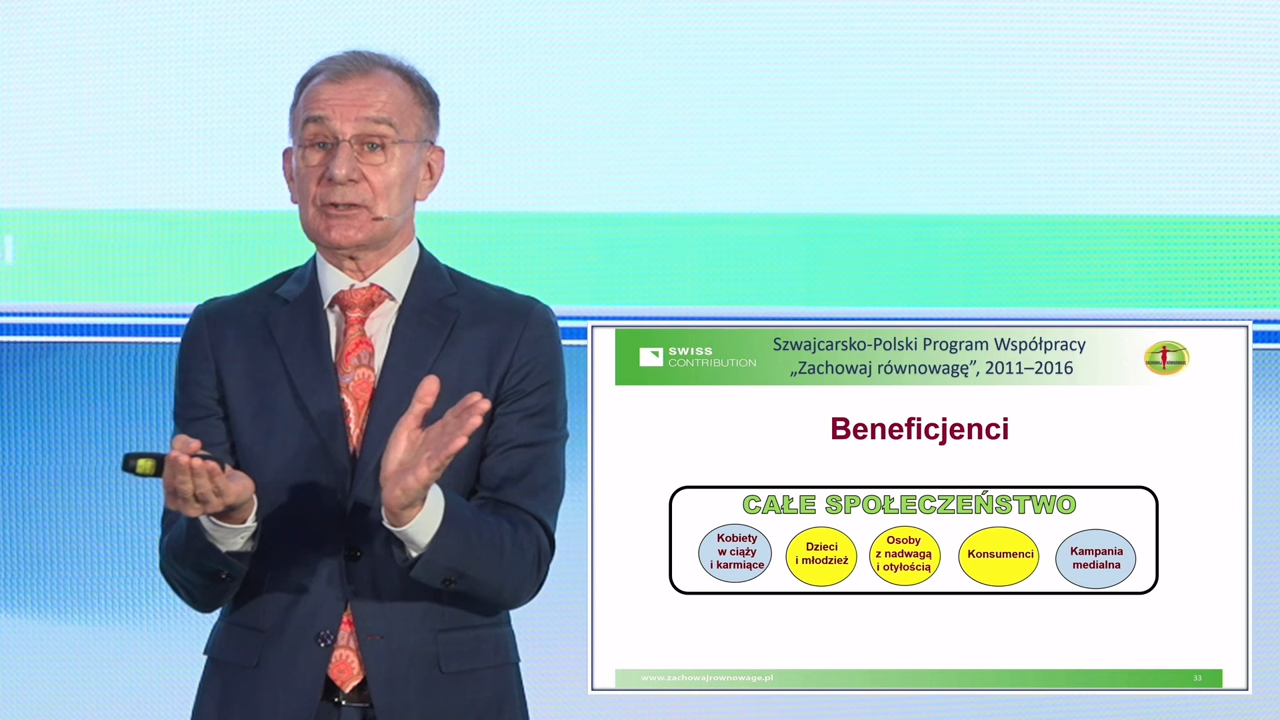 SWISS
CONTRIBUTION
Szwajcarsko-Polski Program Współpracy
„Zachowaj równowagę”, 2011–2016
Beneficjenci
CAŁE SPOŁECZEŃSTWO
Kobiety
w ciąży
i karmiące
Dzieci
i młodzież
Osoby
z nadwagą
i otyłością
Konsumenci
Kampania
medialna
www.zachowajrownowage.pl
33